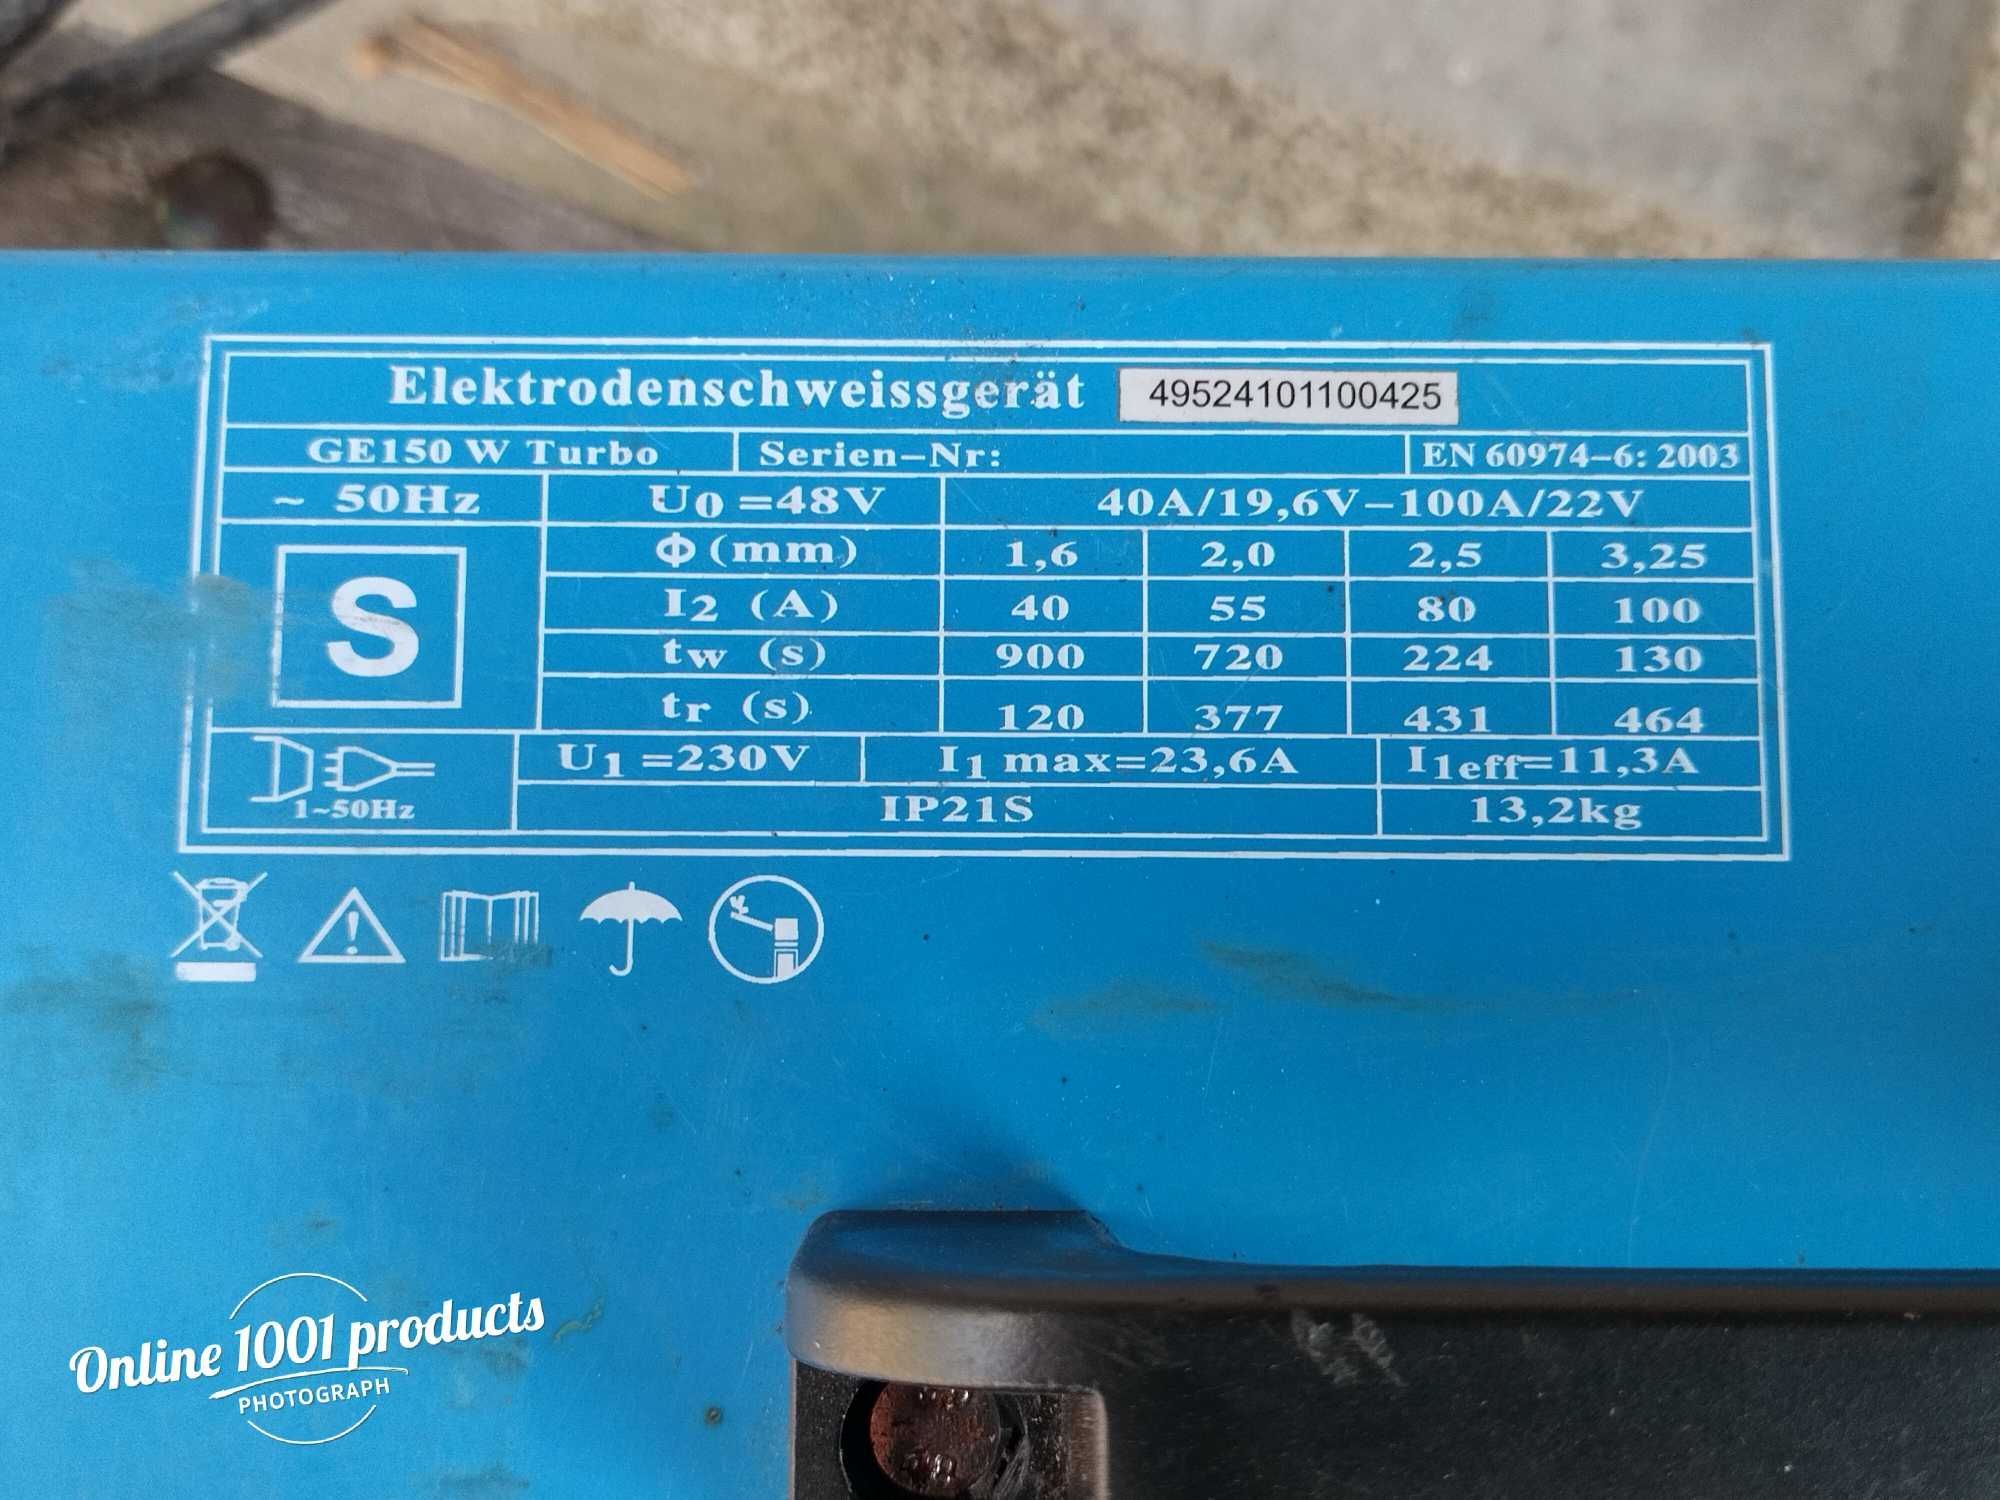 Elektrodenschweissgerät 49524101100425
GE150 W Turbo Serien-Nr: EN 60974-6: 2003
~ 50Hz U0 =48V 40A/19,6V-100A/22V
S
Φ (mm) 1,6 2,0 2,5 3,25
I2 (A) 40 55 80 100
tw (s) 900 720 224 130
tr (s) 120 377 431 464
U1 =230V I1 max=23,6A I1eff=11,3A
1~50Hz IP21S 13,2kg
Online 1001 products
PHOTOGRAPH